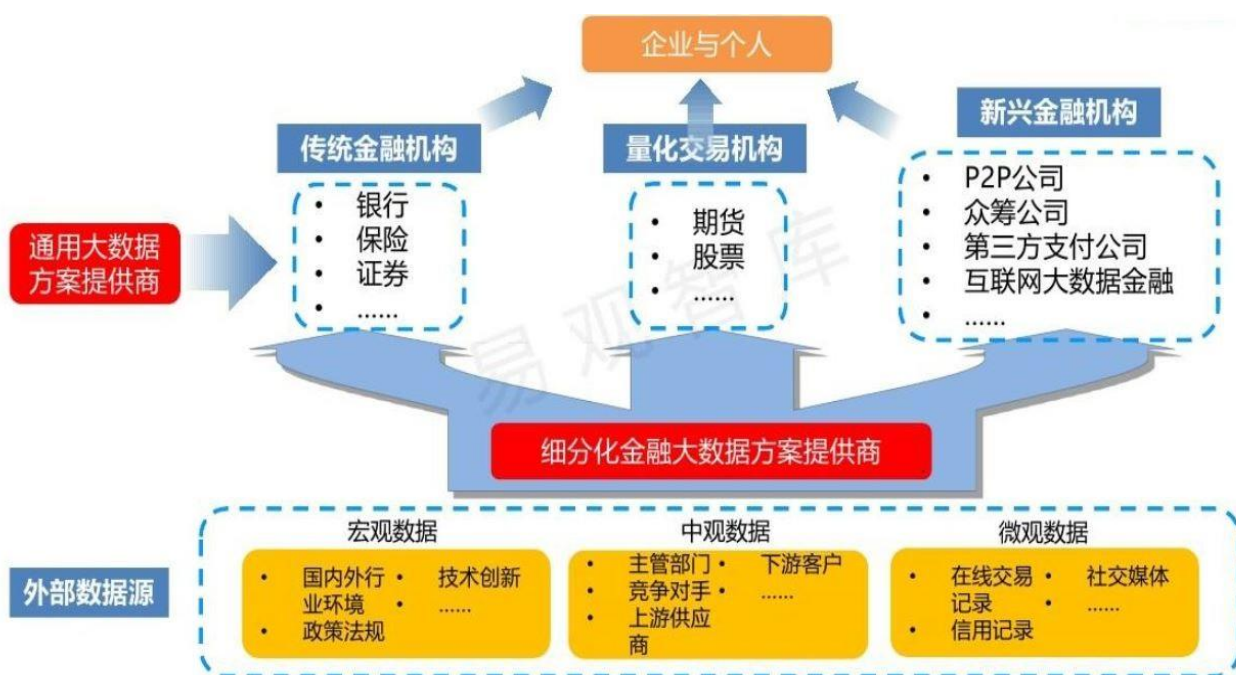 企业与个人
传统金融机构
量化交易机构
新兴金融机构
• 银行
• 保险
• 证券
• ......
• 期货
• 股票
• ......
• P2P公司
• 众筹公司
• 第三方支付公司
• 互联网大数据金融
• ......
通用大数据
方案提供商
易观智库
细分化金融大数据方案提供商
外部数据源
宏观数据
• 国内外行
业环境
• 政策法规
• 技术创新
• ......
中观数据
• 主管部门
• 竞争对手
• 上游供应
商
• 下游客户
• ......
微观数据
• 在线交易
记录
• 信用记录
• 社交媒体
• ......